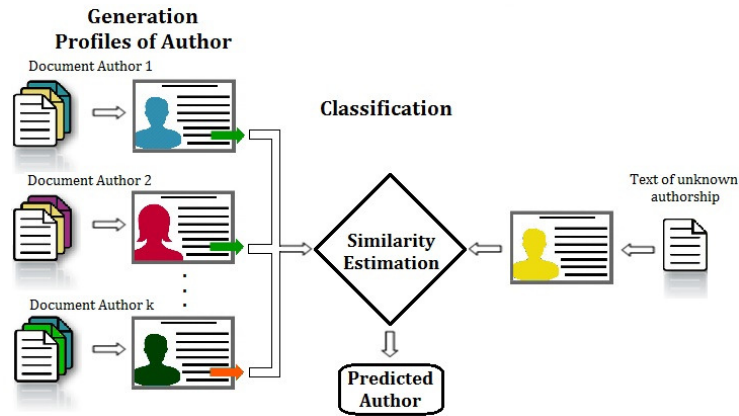 Generation
Profiles of Author
Document Author 1
Classification
Document Author 2
Text of unknown
authorship
Similarity
Estimation
Document Author k
Predicted
Author